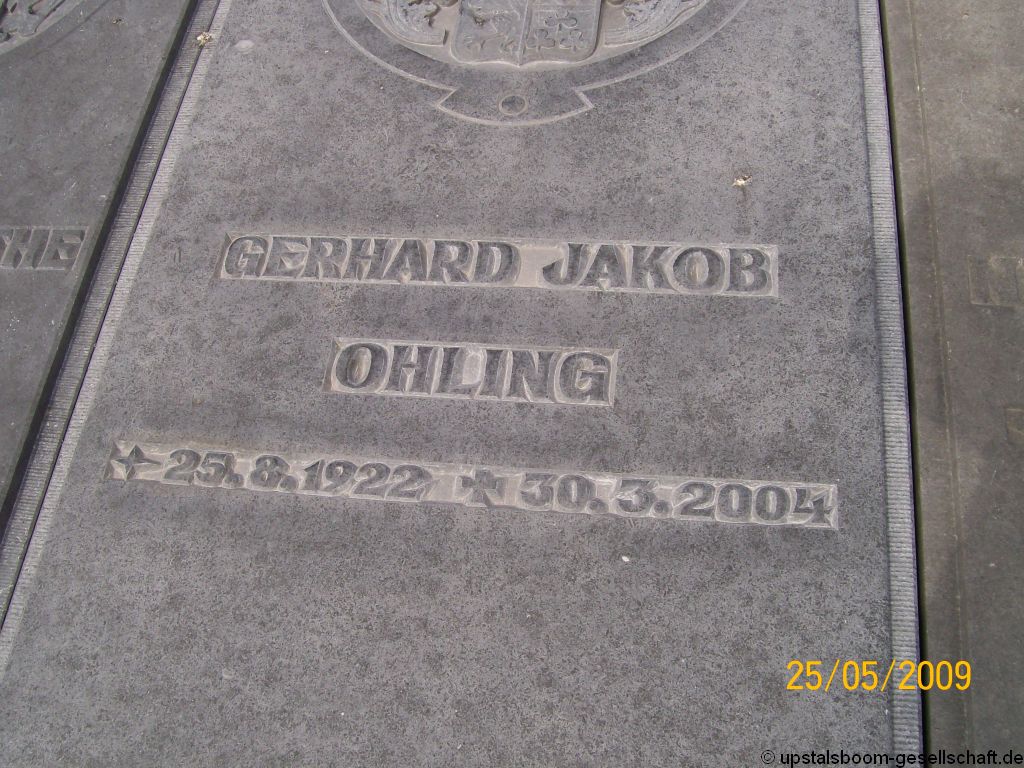 GERHARD JAKOB
OHLING
25.8.1922 30.3.2004
25/05/2009
© upstalsboom-gesellschaft.de